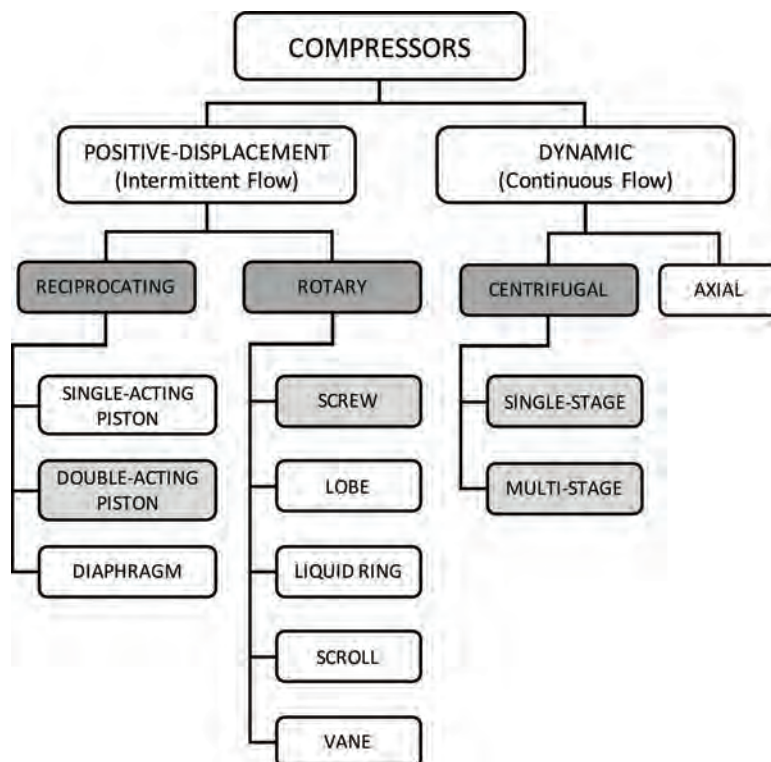 COMPRESSORS
POSITIVE-DISPLACEMENT
(Intermittent Flow)
DYNAMIC
(Continuous Flow)
RECIPROCATING
ROTARY
CENTRIFUGAL
AXIAL
SINGLE-ACTING
PISTON
DOUBLE-ACTING
PISTON
DIAPHRAGM
SCREW
LOBE
LIQUID RING
SCROLL
VANE
SINGLE-STAGE
MULTI-STAGE